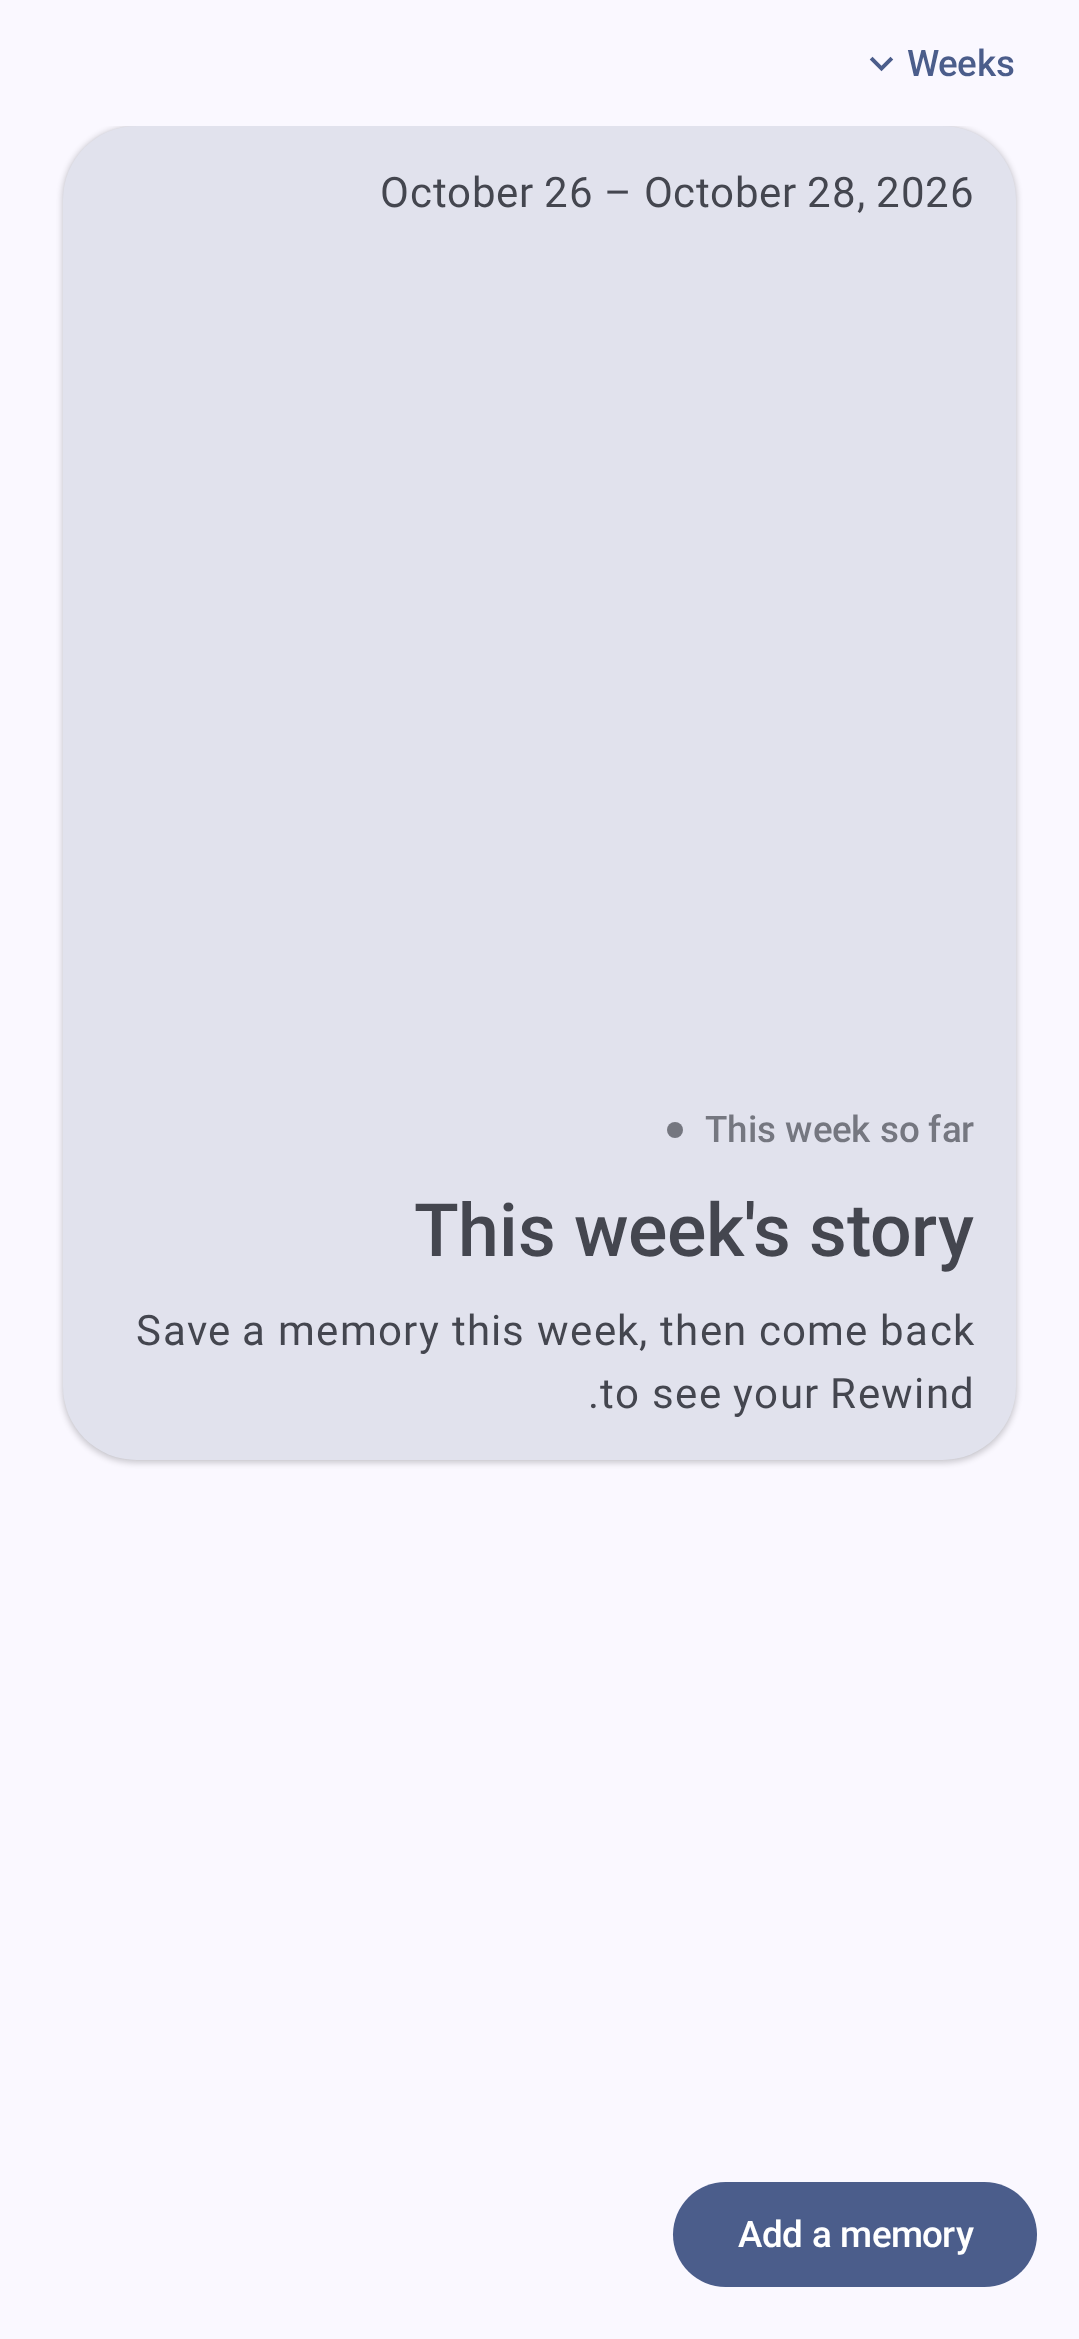 Weeks
October 26 – October 28, 2026
This week so far
This week's story
Save a memory this week, then come back
.to see your Rewind
Add a memory